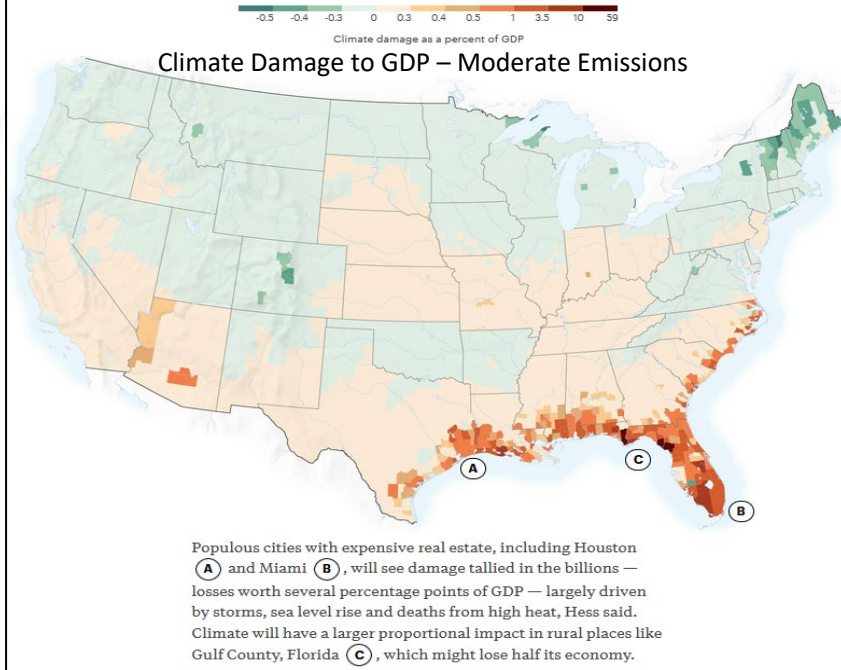 -0.5 -0.4 -0.3 0 0.3 0.4 0.5 1 3.5 10 59
Climate damage as a percent of GDP
Climate Damage to GDP – Moderate Emissions
A
C
B
Populous cities with expensive real estate, including Houston
A and Miami B, will see damage tallied in the billions —
losses worth several percentage points of GDP — largely driven
by storms, sea level rise and deaths from high heat, Hess said.
Climate will have a larger proportional impact in rural places like
Gulf County, Florida C, which might lose half its economy.